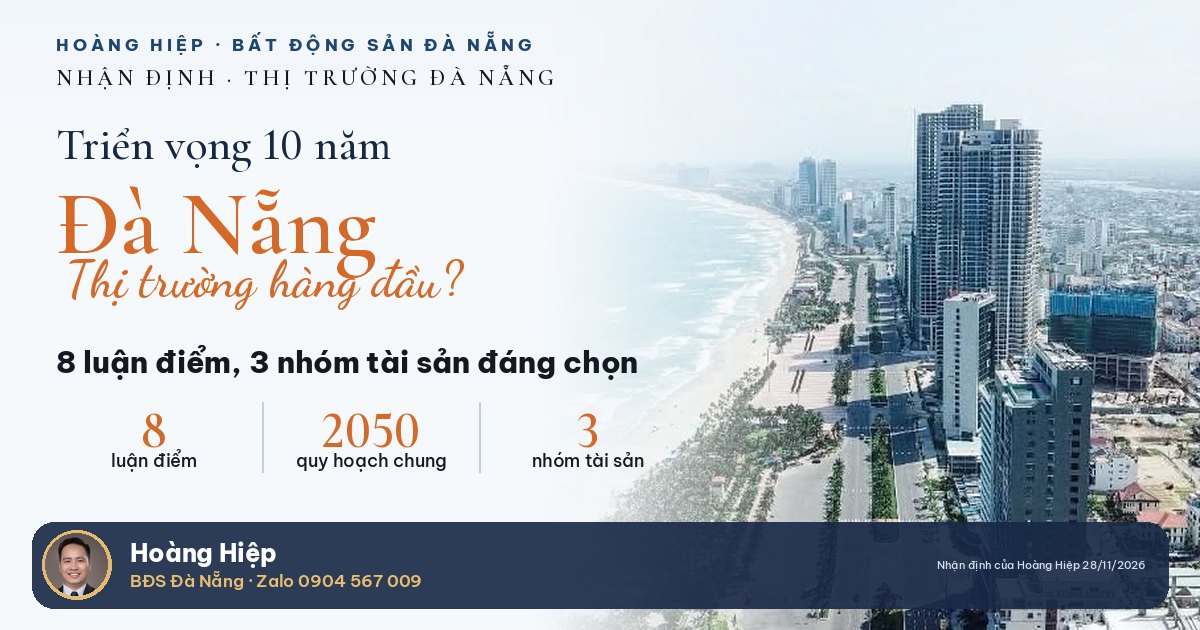 HOÀNG HIỆP · BẤT ĐỘNG SẢN ĐÀ NẴNG
NHẬN ĐỊNH · THỊ TRƯỜNG ĐÀ NẴNG
Triển vọng 10 năm
Đà Nẵng
Thị trường hàng đầu?
8 luận điểm, 3 nhóm tài sản đáng chọn
8
luận điểm
2050
quy hoạch chung
3
nhóm tài sản
Hoàng Hiệp
BĐS Đà Nẵng · Zalo 0904 567 009
Nhận định của Hoàng Hiệp 28/11/2026